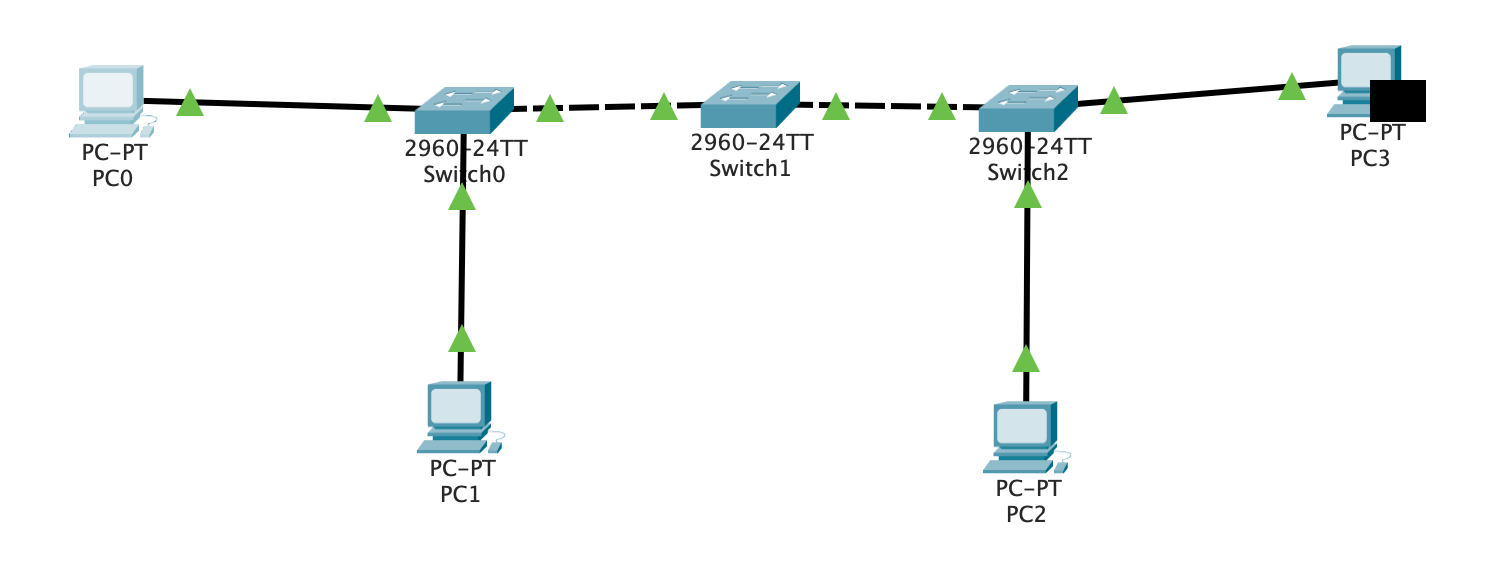 PC-PT
PC0
2960-24TT
Switch0
2960-24TT
Switch1
2960-24TT
Switch2
PC-PT
PC3
PC-PT
PC1
PC-PT
PC2